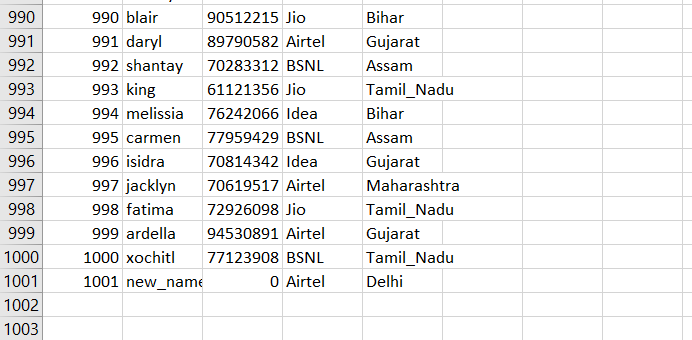 990 990 blair 90512215 Jio Bihar
991 991 daryl 89790582 Airtel Gujarat
992 992 shantay 70283312 BSNL Assam
993 993 king 61121356 Jio Tamil_Nadu
994 994 melissia 76242066 Idea Bihar
995 995 carmen 77959429 BSNL Assam
996 996 isidra 70814342 Idea Gujarat
997 997 jacklyn 70619517 Airtel Maharashtra
998 998 fatima 72926098 Jio Tamil_Nadu
999 999 ardella 94530891 Airtel Gujarat
1000 1000 xochitl 77123908 BSNL Tamil_Nadu
1001 1001 new_name 0 Airtel Delhi
1002
1003